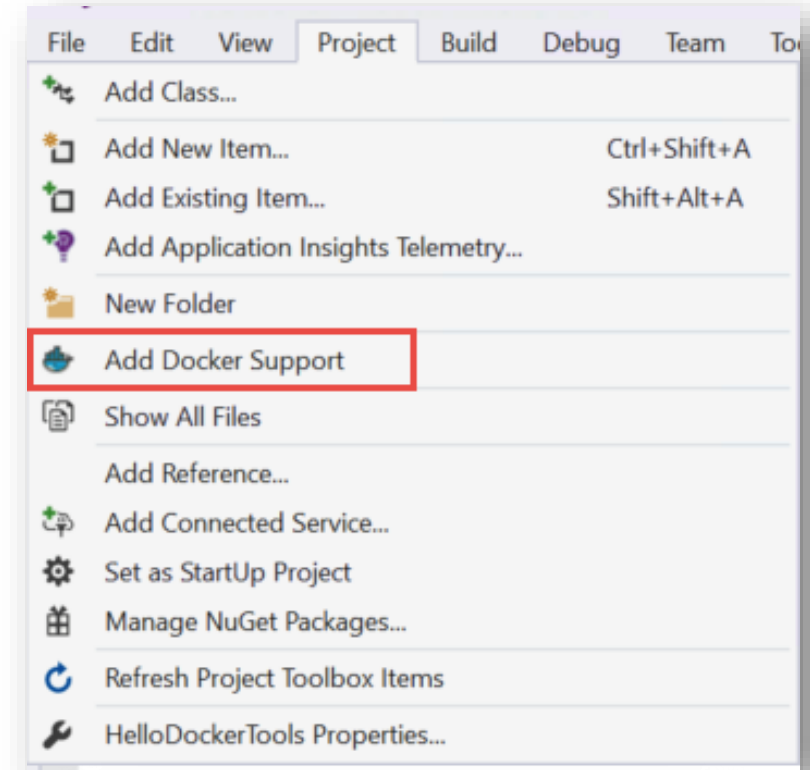 File Edit View Project Build Debug Team
Add Class...
Add New Item... Ctrl+Shift+A
Add Existing Item... Shift+Alt+A
Add Application Insights Telemetry...
New Folder
Add Docker Support
Show All Files
Add Reference...
Add Connected Service...
Set as StartUp Project
Manage NuGet Packages...
Refresh Project Toolbox Items
HelloDockerTools Properties...